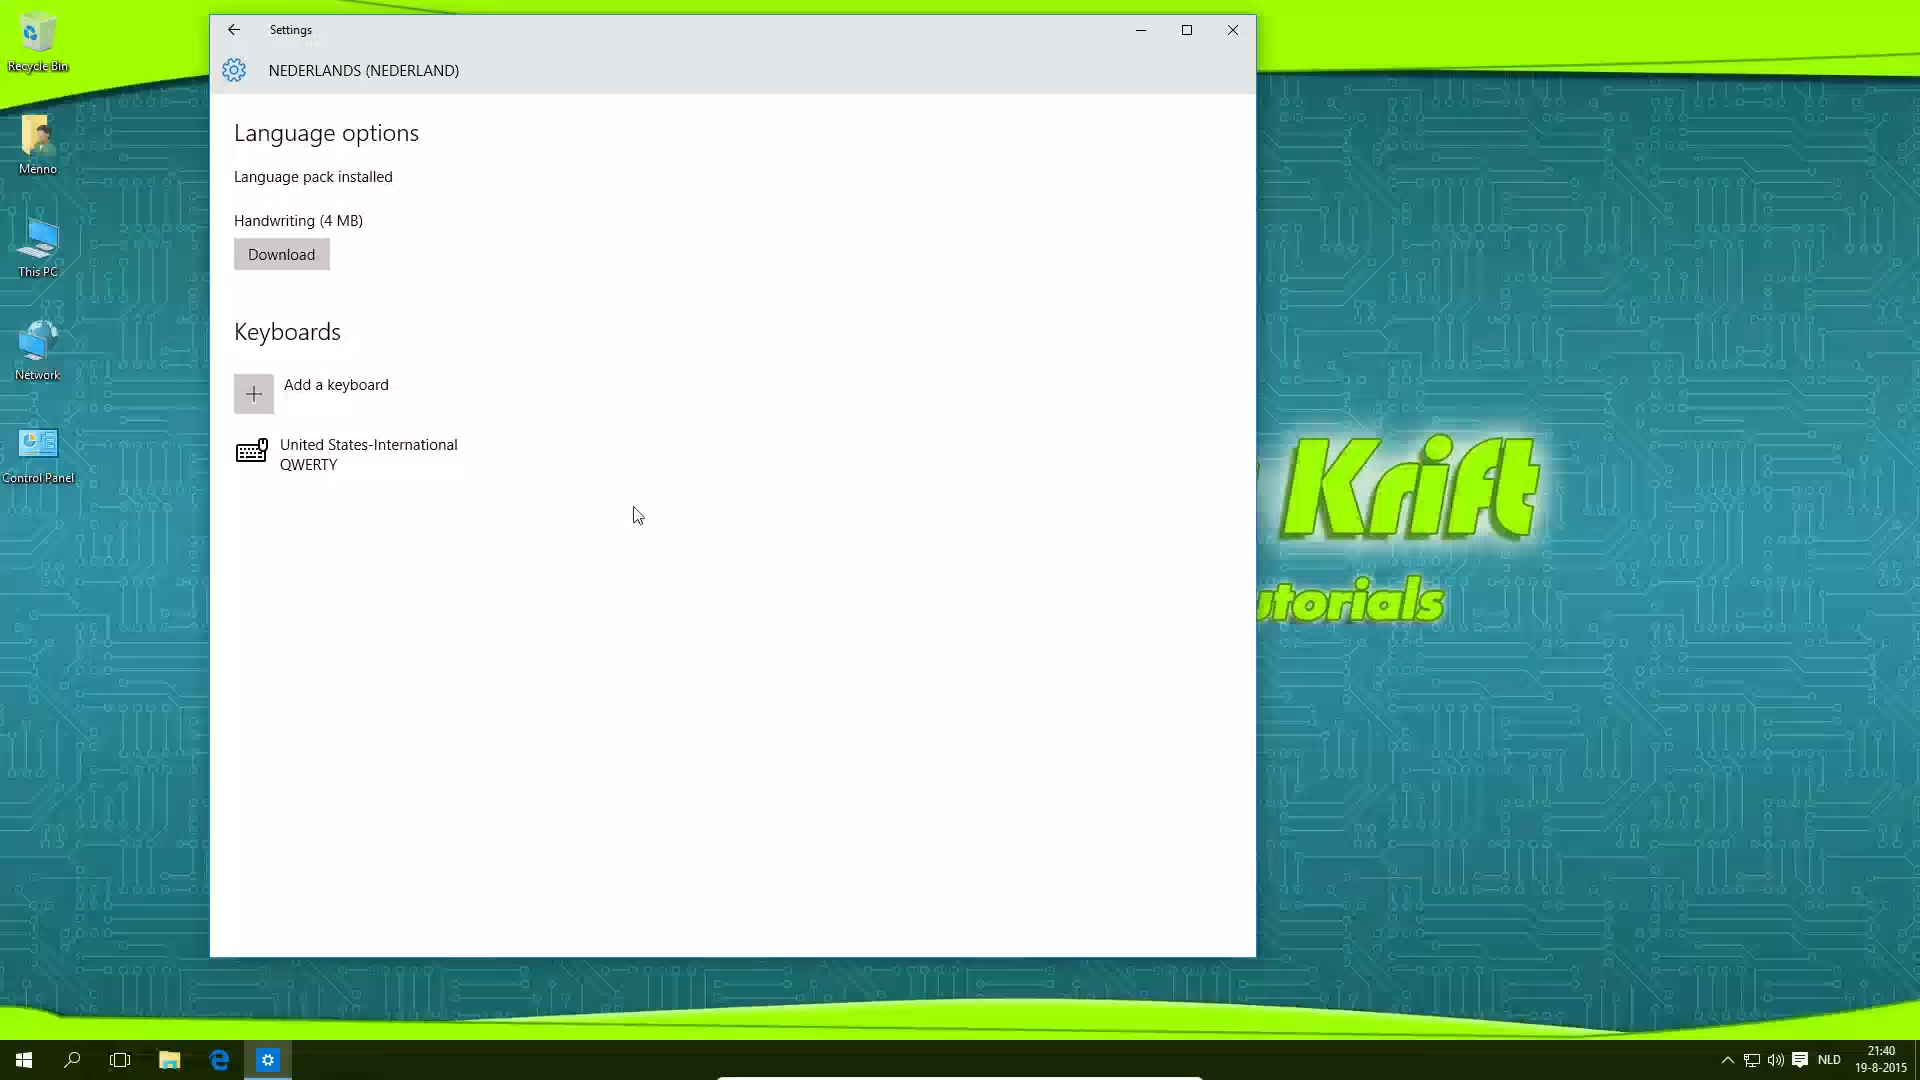 Recycle Bin
Menno
This PC
Network
Control Panel
Settings
NEDERLANDS (NEDERLAND)
Language options
Language pack installed
Handwriting (4 MB)
Download
Keyboards
Add a keyboard
United States-International
QWERTY
Krift
utorials
NLD
21:40
19-8-2015